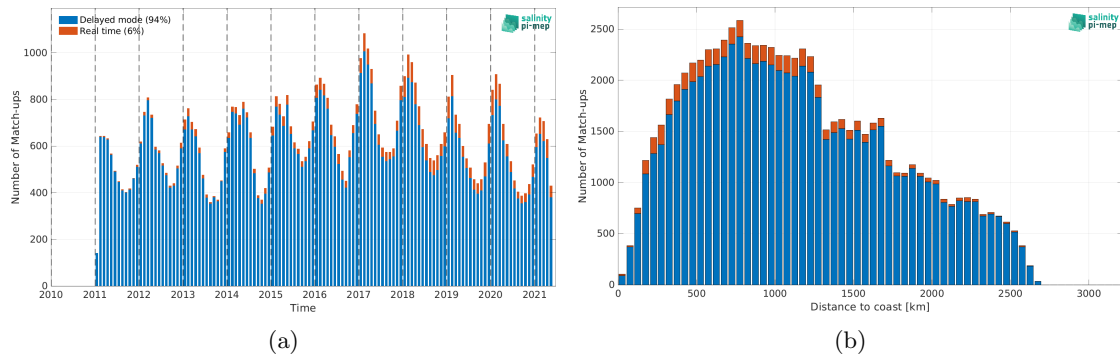 Delayed mode (94%)
Real time (6%)
salinity
pi-mep
Number of Match-ups
1000
800
600
400
200
0
2010 2011 2012 2013 2014 2015 2016 2017 2018 2019 2020 2021
Time
(a)
salinity
pi-mep
Number of Match-ups
2500
2000
1500
1000
500
0
0 500 1000 1500 2000 2500 3000
Distance to coast [km]
(b)